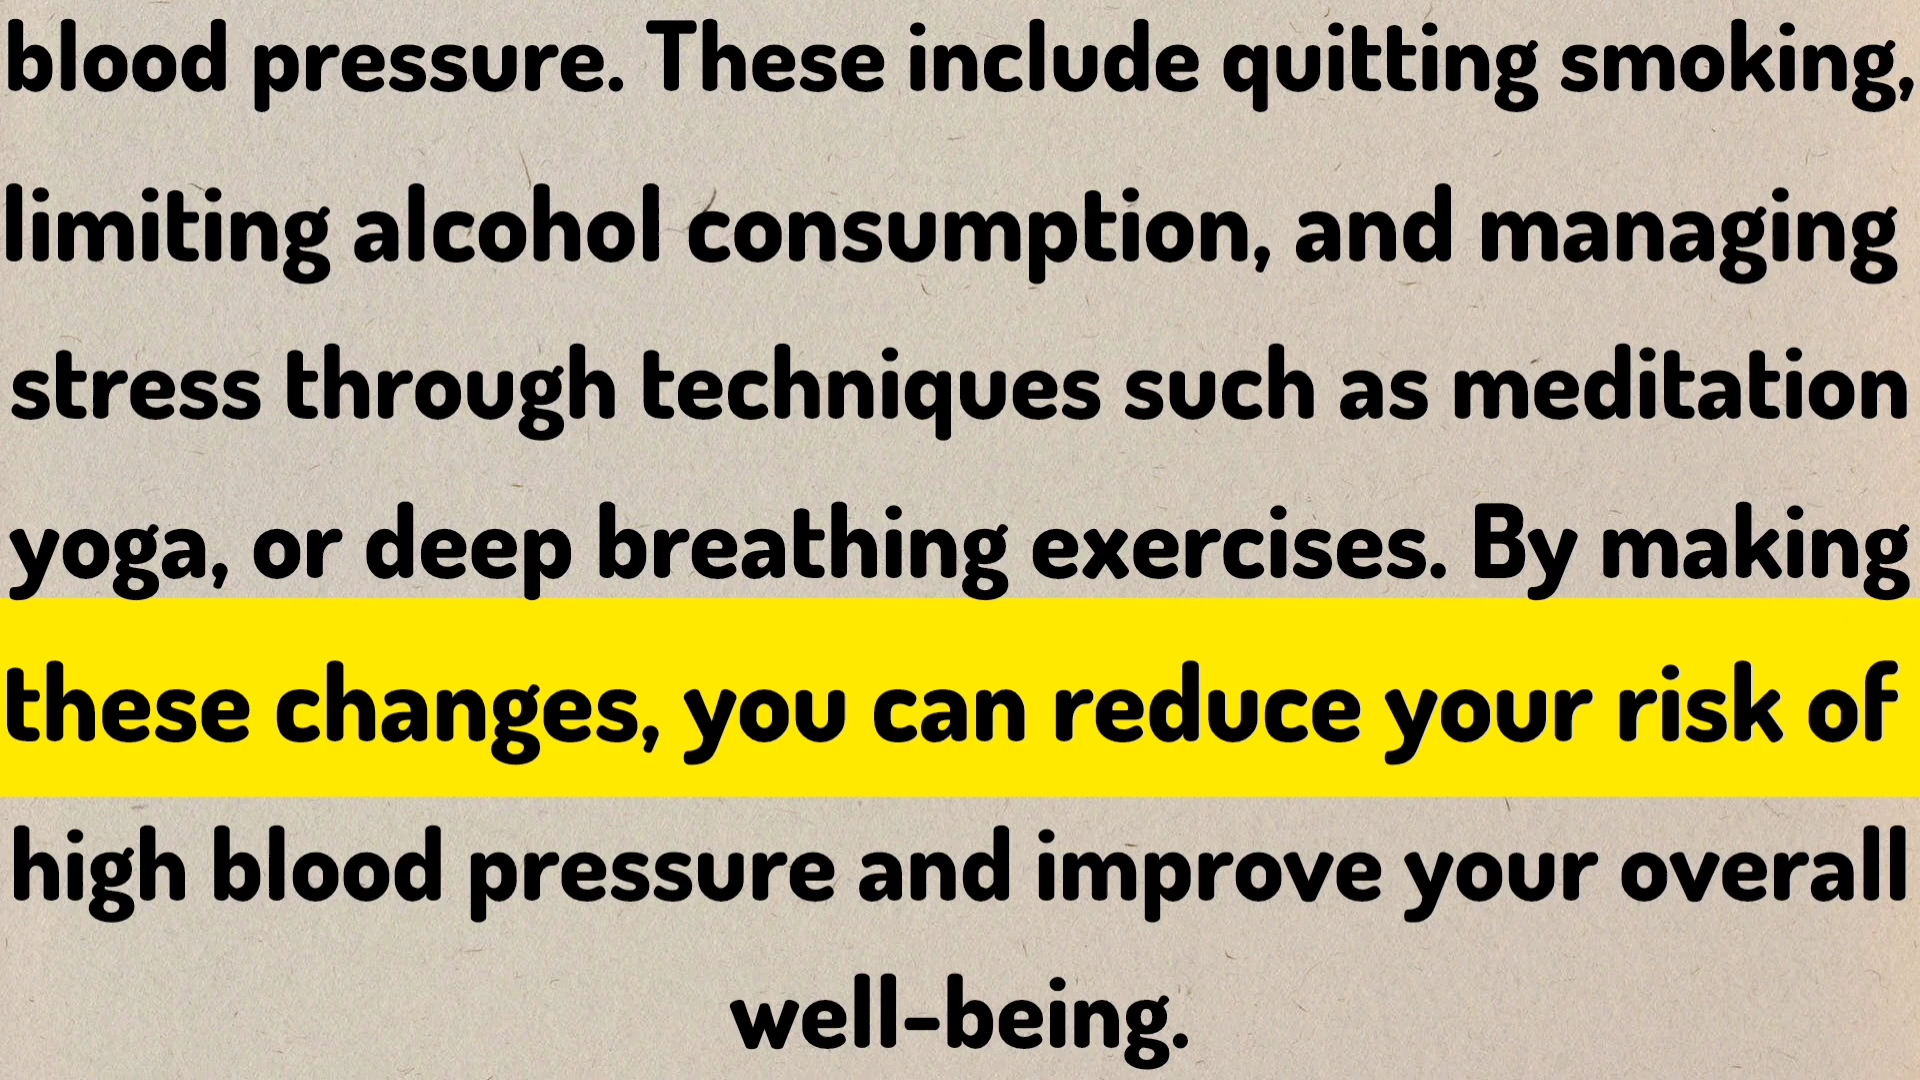 blood pressure. These include quitting smoking,
limiting alcohol consumption, and managing
stress through techniques such as meditation
yoga, or deep breathing exercises. By making
these changes, you can reduce your risk of
high blood pressure and improve your overall
well-being.